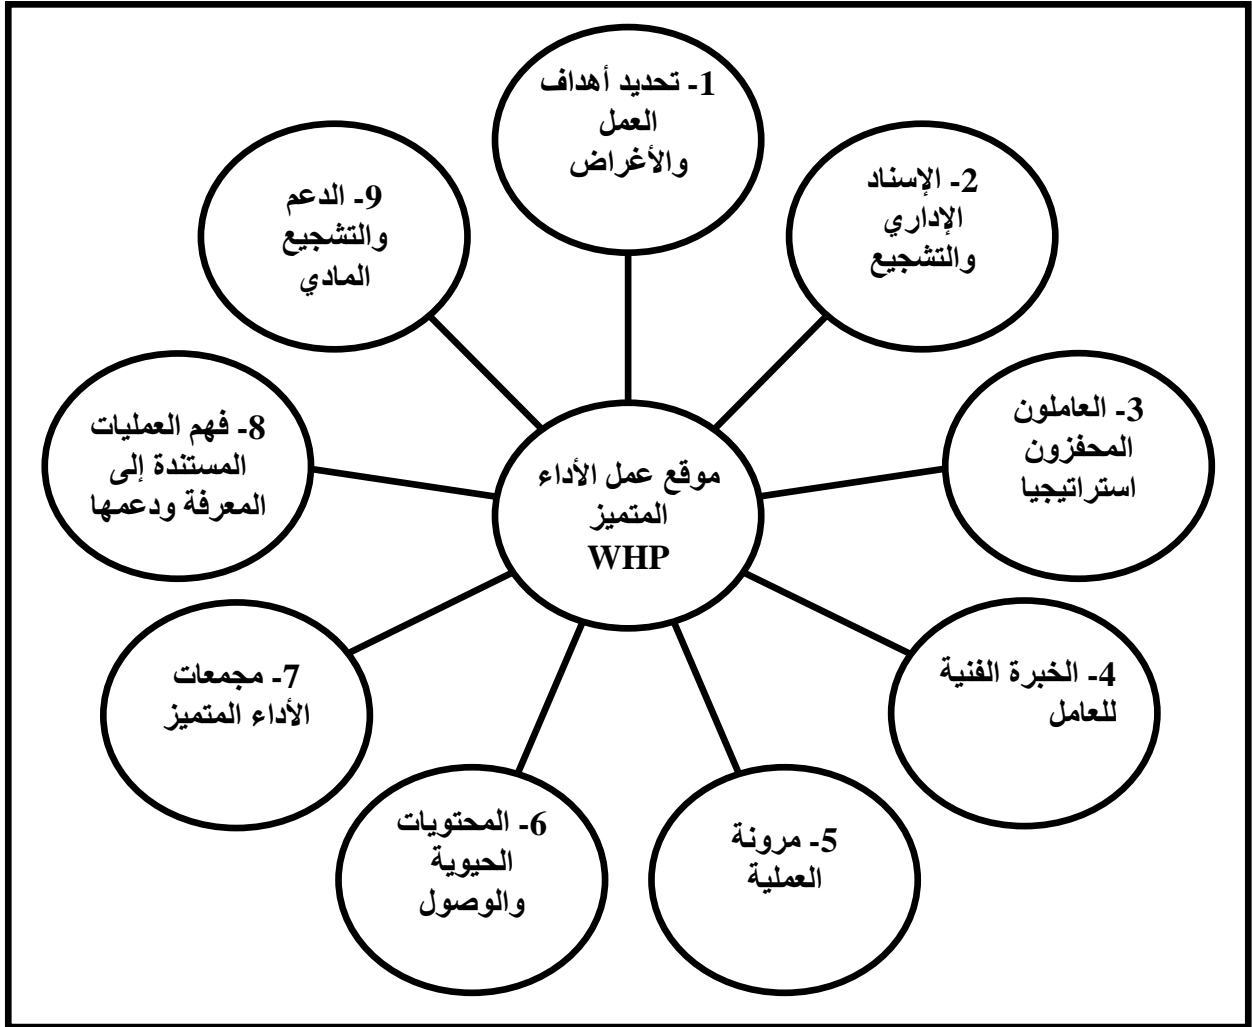 1- تحديد أهداف
العمل
والأغراض
2- الإسناد
الإداري
والتشجيع
3- العاملون
المحفزون
استراتيجيا
4- الخبرة الفنية
للعامل
5- مرونة
العملية
6- المحتويات
الحيوية
والوصول
7- مجمعات
الأداء المتميز
8- فهم العمليات
المستندة إلى
المعرفة ودعمها
9- الدعم
والتشجيع
المادي
موقع عمل الأداء
المتميز
WHP